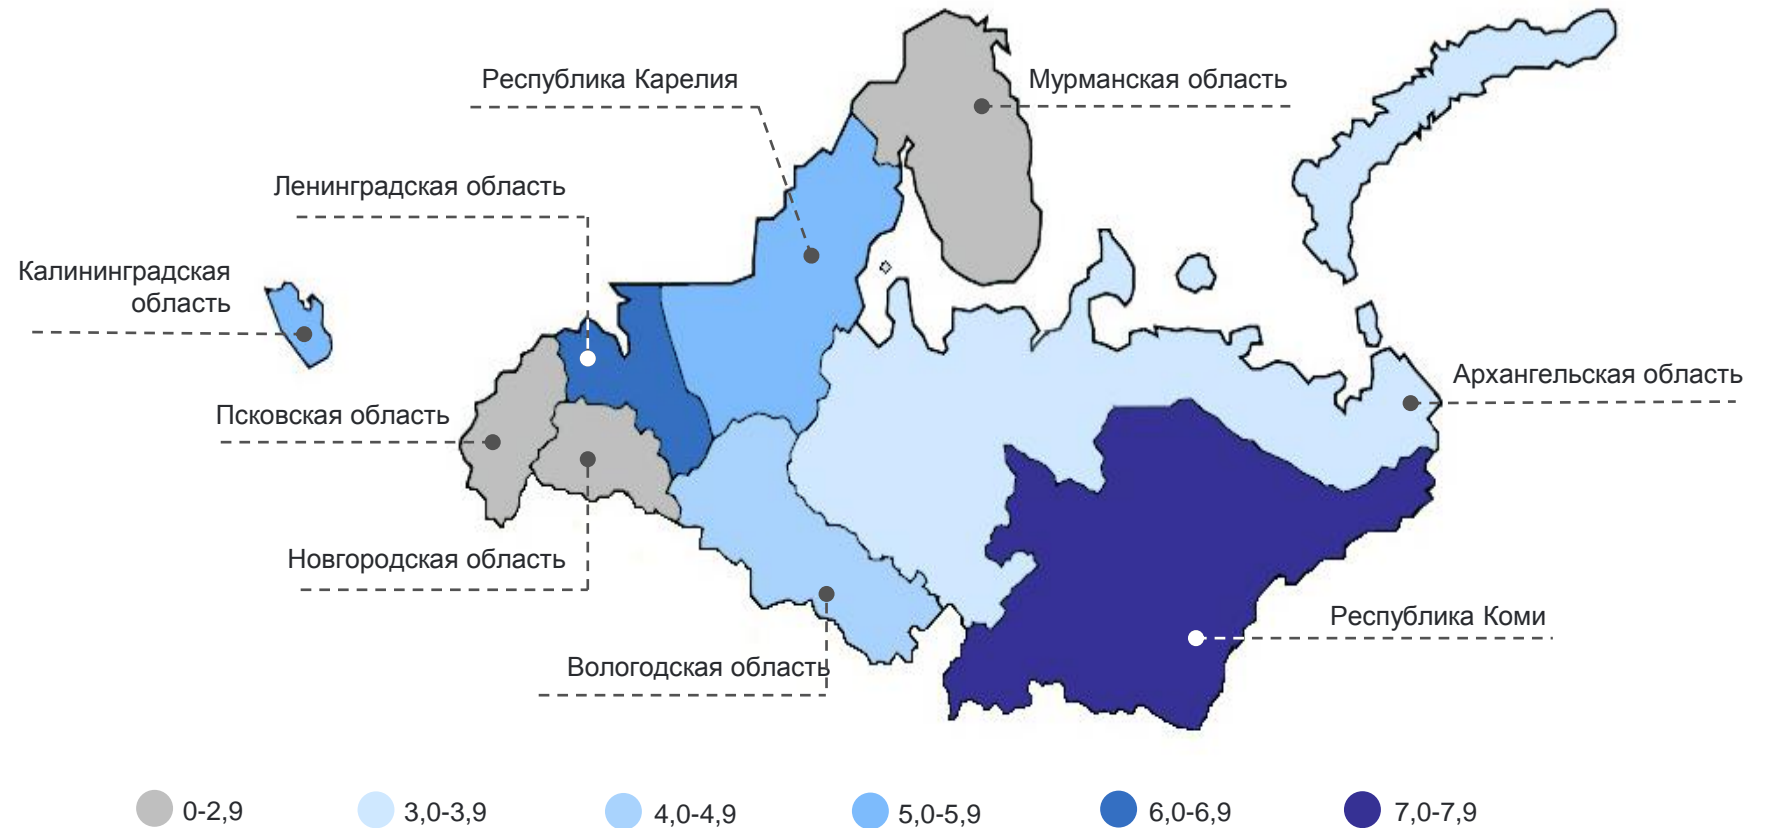 Республика Карелия
Мурманская область
Ленинградская область
Калининградская
область
Архангельская область
Псковская область
Новгородская область
Республика Коми
Вологодская область
0-2,9
3,0-3,9
4,0-4,9
5,0-5,9
6,0-6,9
7,0-7,9